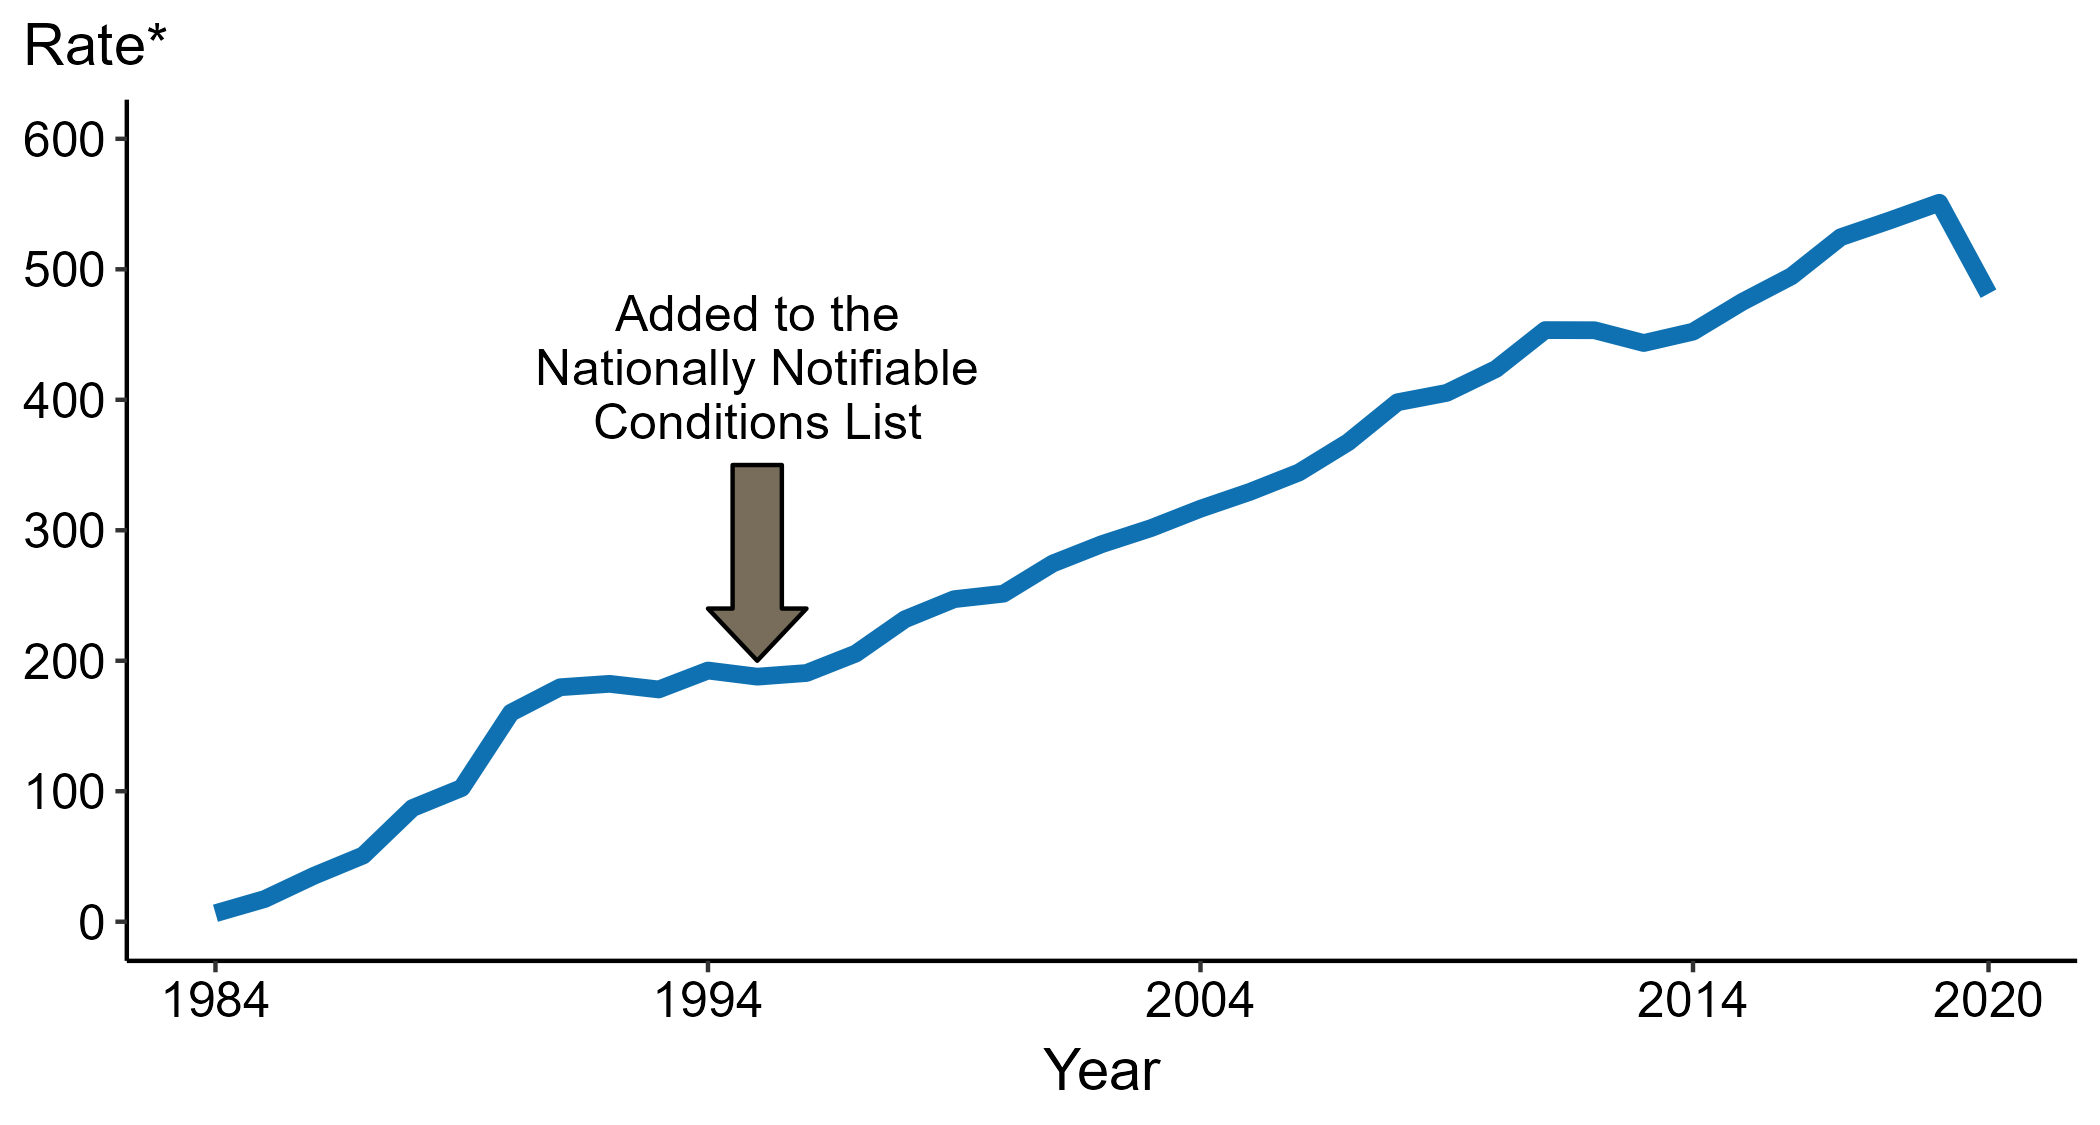 Rate*
600
500
400
300
200
100
0
Added to the
Nationally Notifiable
Conditions List
1984 1994 2004 2014 2020
Year